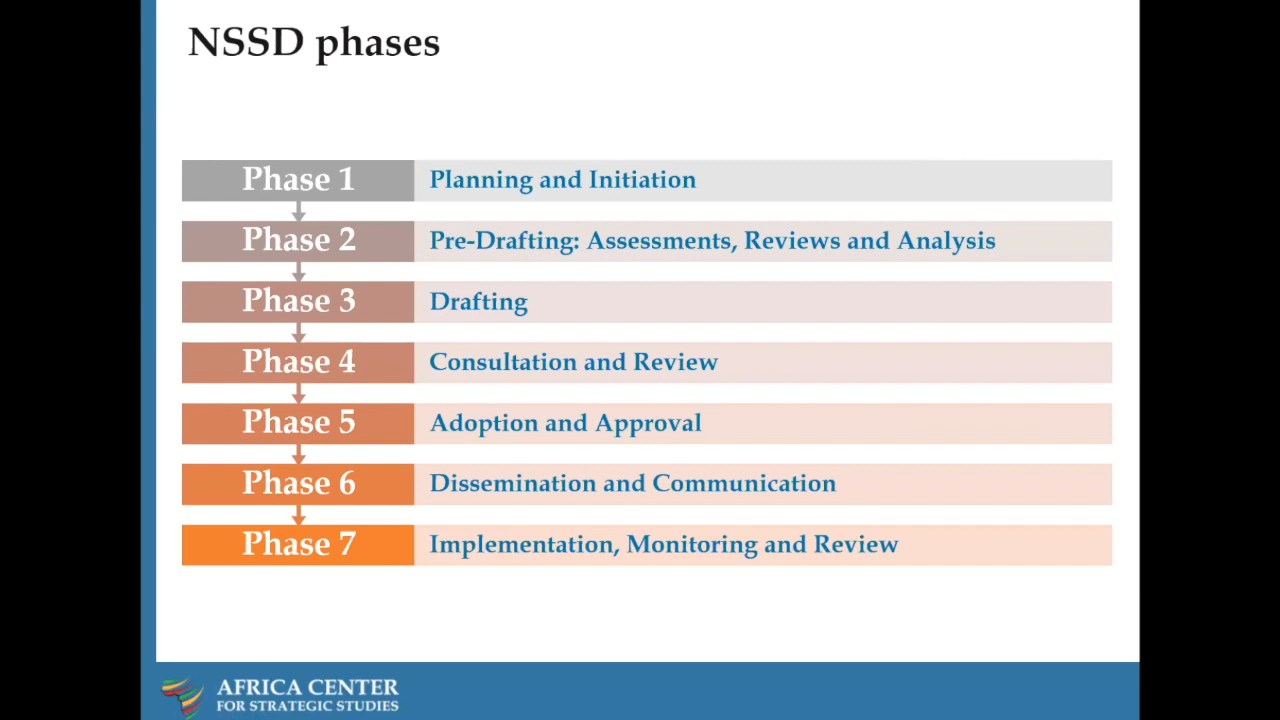 NSSD phases
Phase 1 Planning and Initiation
Phase 2 Pre-Drafting: Assessments, Reviews and Analysis
Phase 3 Drafting
Phase 4 Consultation and Review
Phase 5 Adoption and Approval
Phase 6 Dissemination and Communication
Phase 7 Implementation, Monitoring and Review
AFRICA CENTER
FOR STRATEGIC STUDIES